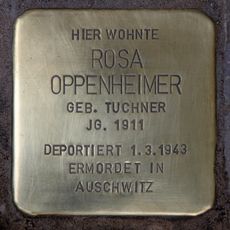 HIER WOHNTE
ROSA
OPPENHEIMER
GEB. TUCHNER
JG. 1911
DEPORTIERT 1.3.1943
ERMORDET IN
AUSCHWITZ